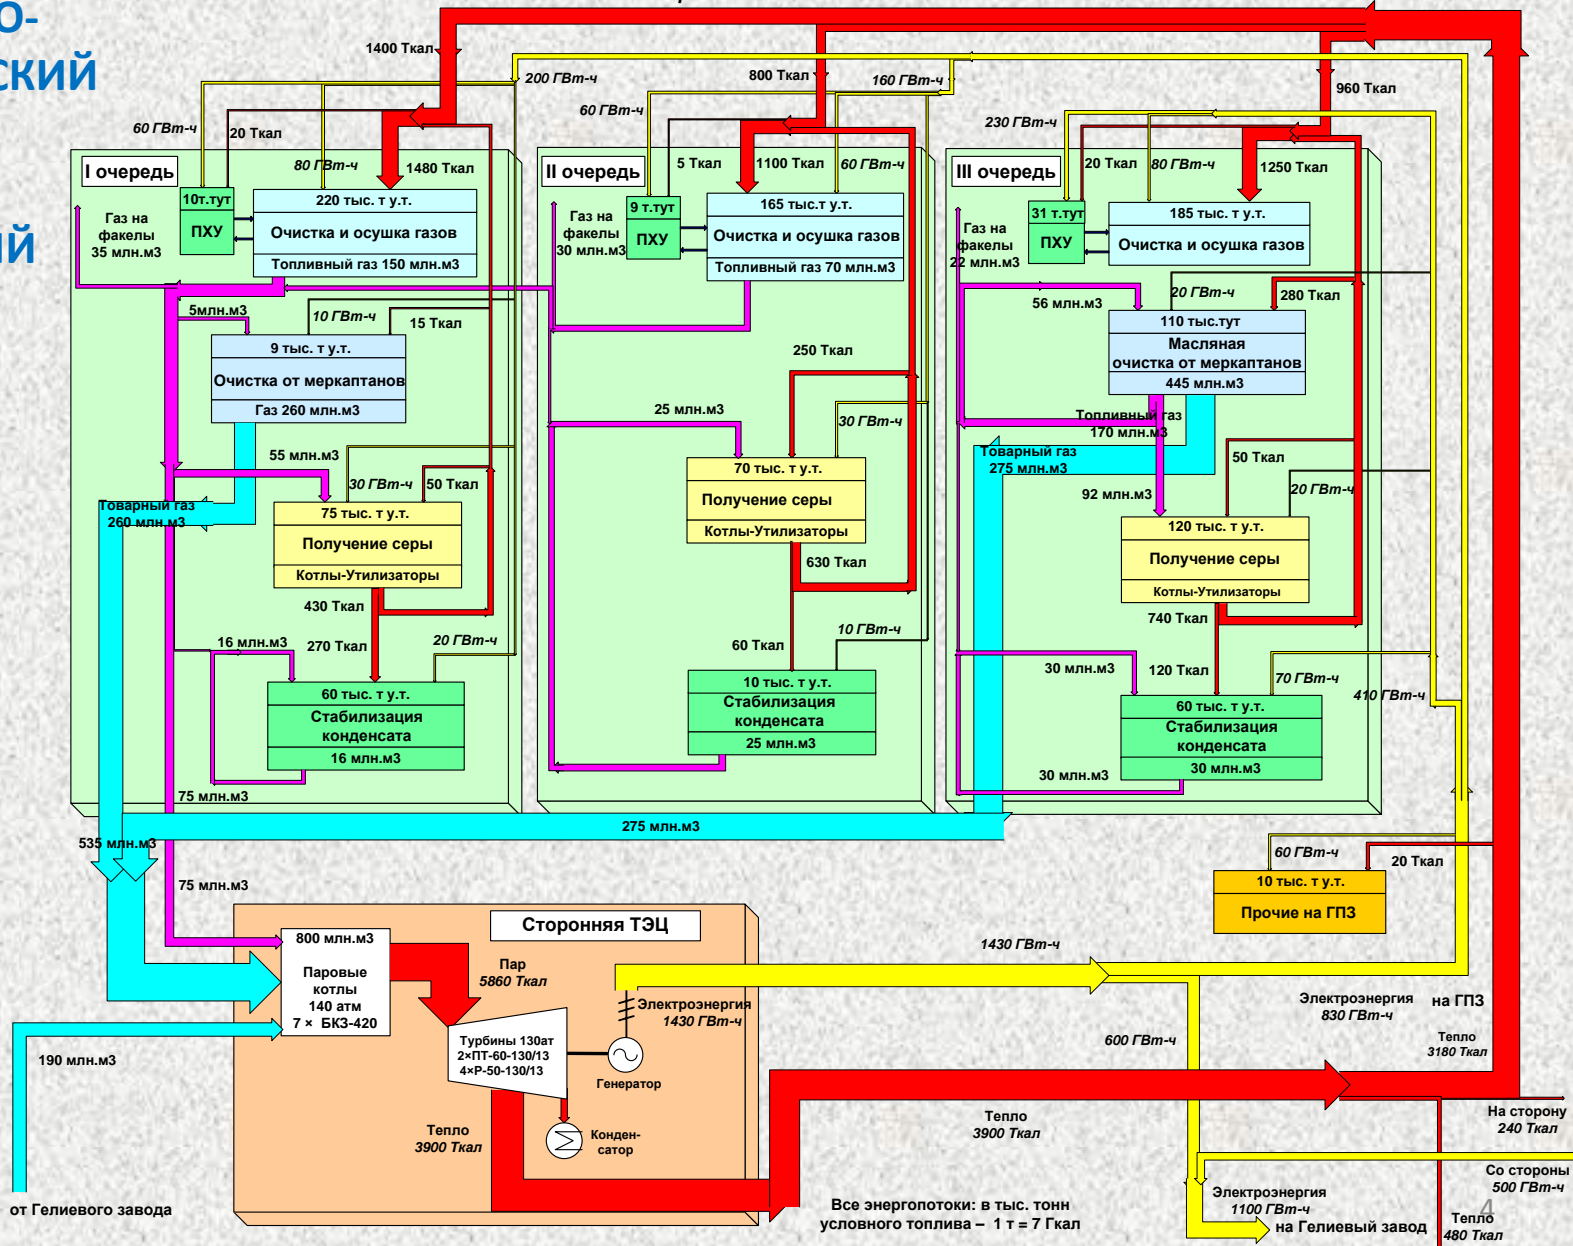 О-
СКИЙ
ИЙ
1400 Ткал
200 ГВт-ч
800 Ткал
160 ГВт-ч
960 Ткал
60 ГВт-ч
20 Ткал
60 ГВт-ч
230 ГВт-ч
I очередь
80 ГВт-ч
1480 Ткал
II очередь
5 Ткал
1100 Ткал
60 ГВт-ч
III очередь
20 Ткал
80 ГВт-ч
1250 Ткал
10т.тут
ПХУ
220 тыс. т у.т.
Очистка и осушка газов
Топливный газ 150 млн.м3
Газ на
факелы
35 млн.м3
9 т.тут
ПХУ
165 тыс.т у.т.
Очистка и осушка газов
Топливный газ 70 млн.м3
Газ на
факелы
30 млн.м3
31 т.тут
ПХУ
185 тыс. т у.т.
Очистка и осушка газов
Газ на
факелы
22 млн.м3
5млн.м3
10 ГВт-ч
15 Ткал
56 млн.м3
20 ГВт-ч
280 Ткал
9 тыс. т у.т.
Очистка от меркаптанов
Газ 260 млн.м3
250 Ткал
110 тыс.тут
Масляная
очистка от меркаптанов
445 млн.м3
25 млн.м3
30 ГВт-ч
Топливный газ
170 млн.м3
Товарный газ
275 млн.м3
50 Ткал
20 ГВт-ч
92 млн.м3
55 млн.м3
30 ГВт-ч
50 Ткал
Товарный газ
260 млн.м3
75 тыс. т у.т.
Получение серы
Котлы-Утилизаторы
70 тыс. т у.т.
Получение серы
Котлы-Утилизаторы
120 тыс. т у.т.
Получение серы
Котлы-Утилизаторы
430 Ткал
630 Ткал
740 Ткал
16 млн.м3
270 Ткал
20 ГВт-ч
60 Ткал
10 ГВт-ч
30 млн.м3
120 Ткал
70 ГВт-ч
410 ГВт-ч
60 тыс. т у.т.
Стабилизация
конденсата
16 млн.м3
10 тыс. т у.т.
Стабилизация
конденсата
25 млн.м3
60 тыс. т у.т.
Стабилизация
конденсата
30 млн.м3
30 млн.м3
75 млн.м3
275 млн.м3
535 млн.м3
60 ГВт-ч
20 Ткал
75 млн.м3
10 тыс. т у.т.
Прочие на ГПЗ
Сторонняя ТЭЦ
800 млн.м3
Паровые
котлы
140 атм
7 × БКЗ-420
Пар
5860 Ткал
1430 ГВт-ч
Электроэнергия
1430 ГВт-ч
Электроэнергия на ГПЗ
830 ГВт-ч
190 млн.м3
Турбины 130ат
2×ПТ-60-130/13
4×Р-50-130/13
Генератор
600 ГВт-ч
Тепло
3180 Ткал
Тепло
3900 Ткал
Конден-
сатор
Тепло
3900 Ткал
На сторону
240 Ткал
Со стороны
500 ГВт-ч
от Гелиевого завода
Все энергопотоки: в тыс. тонн
условного топлива – 1 т = 7 Гкал
Электроэнергия
1100 ГВт-ч
на Гелиевый завод
4
Тепло
480 Ткал